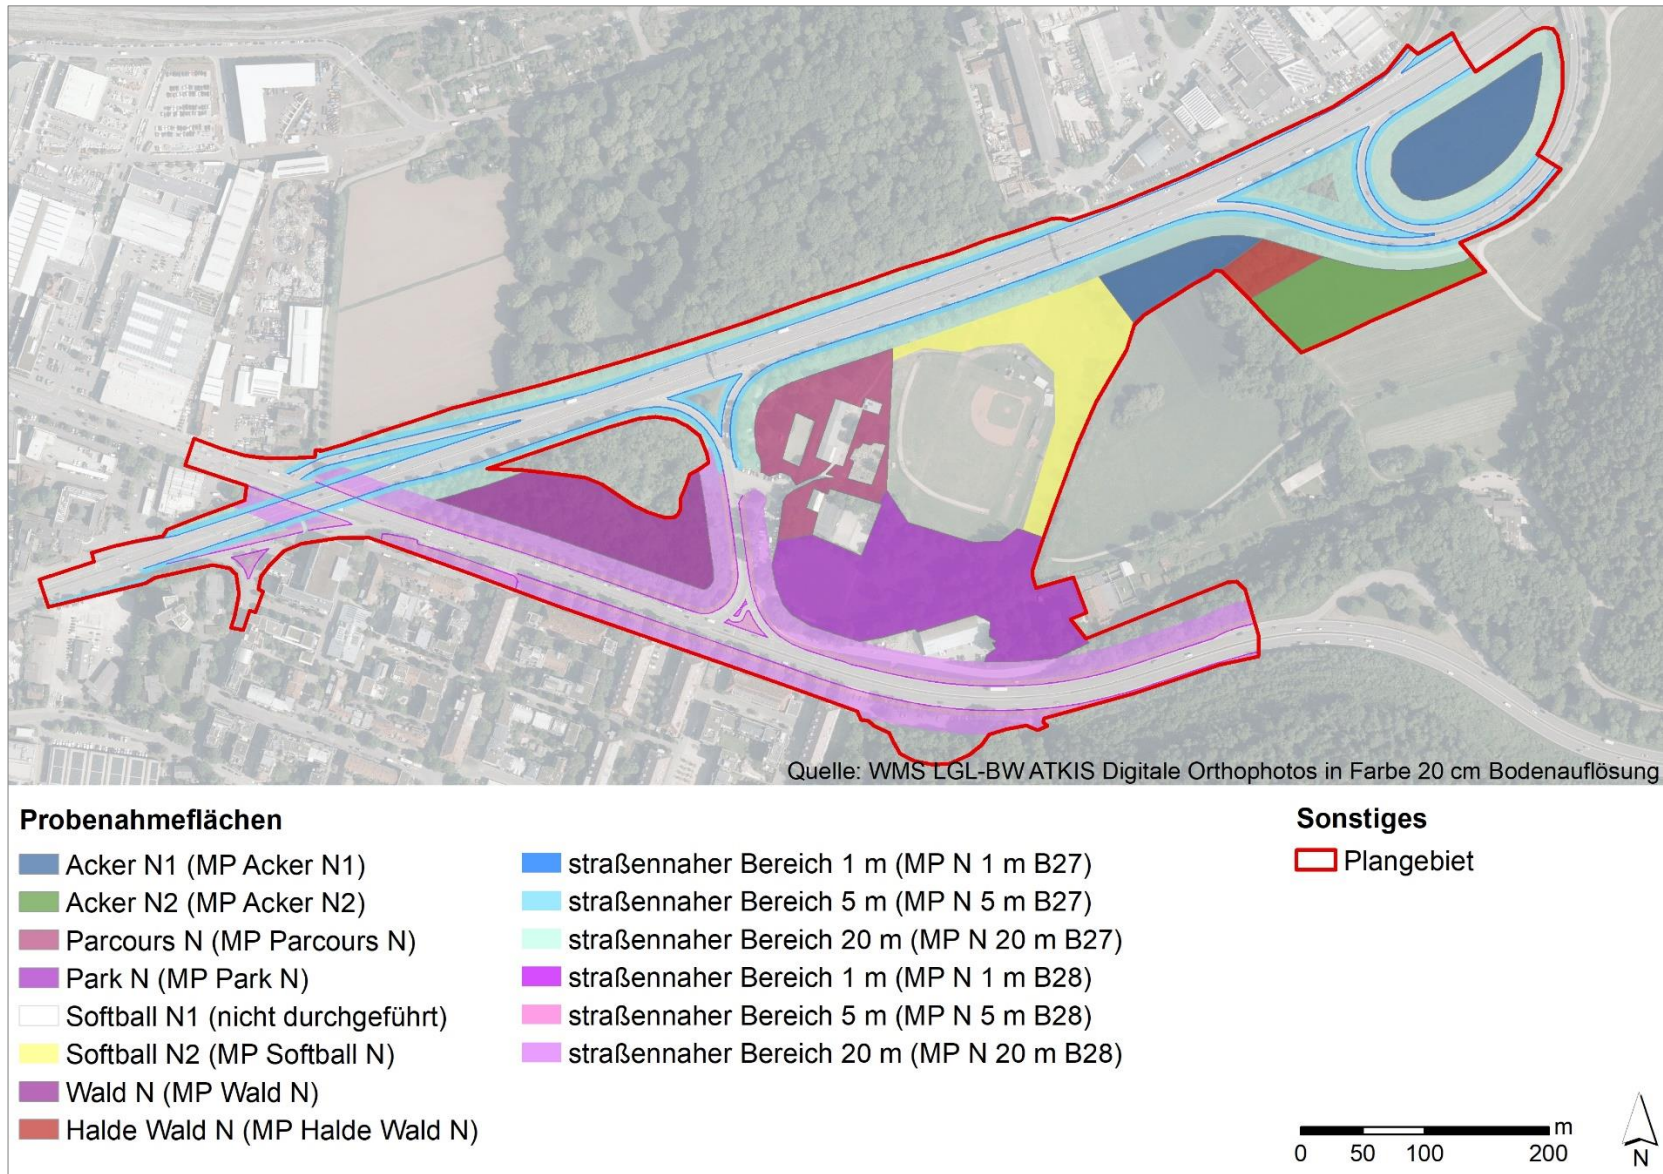 Quelle: WMS LGL-BW ATKIS Digitale Orthophotos in Farbe 20 cm Bodenauflösung
Probenahmeflächen
Acker N1 (MP Acker N1)
Acker N2 (MP Acker N2)
Parcours N (MP Parcours N)
Park N (MP Park N)
Softball N1 (nicht durchgeführt)
Softball N2 (MP Softball N)
Wald N (MP Wald N)
Halde Wald N (MP Halde Wald N)
straßennaher Bereich 1 m (MP N 1 m B27)
straßennaher Bereich 5 m (MP N 5 m B27)
straßennaher Bereich 20 m (MP N 20 m B27)
straßennaher Bereich 1 m (MP N 1 m B28)
straßennaher Bereich 5 m (MP N 5 m B28)
straßennaher Bereich 20 m (MP N 20 m B28)
Sonstiges
Plangebiet
m
0 50 100 200
N